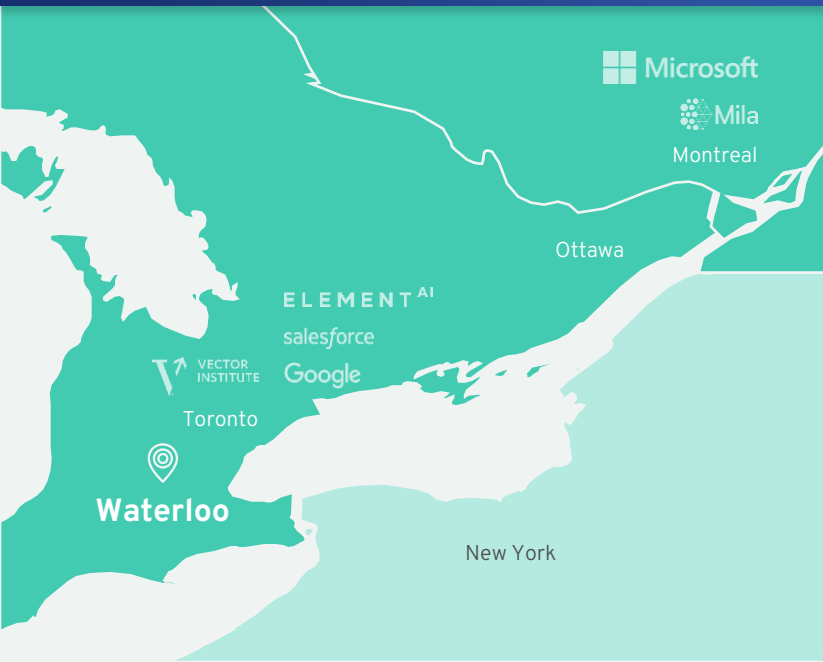 Microsoft
Mila
Montreal
Ottawa
ELEMENT AI
salesforce
VECTOR
INSTITUTE
Google
Toronto
Waterloo
New York